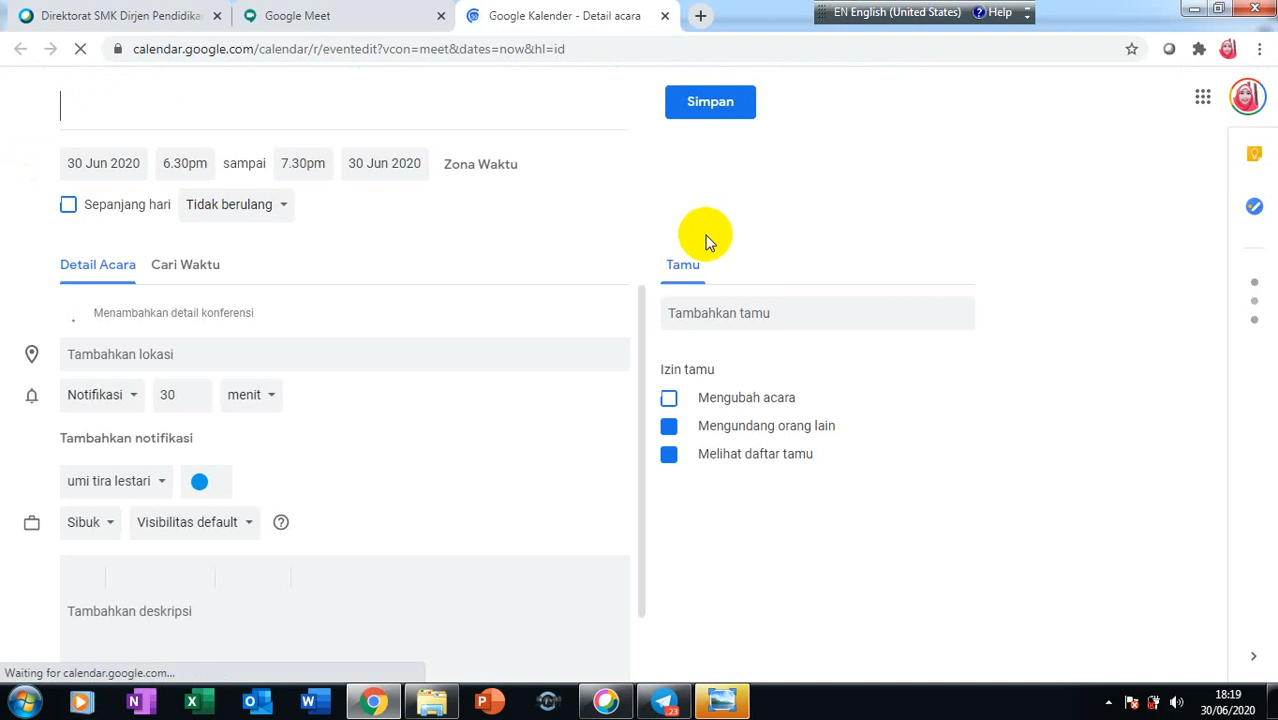 Direktorat SMK Dirjen Pendidikan
Google Meet
Google Kalender - Detail acara
EN English (United States)
Help
calendar.google.com/calendar/r/eventedit?vcon=meet&dates=now&hl=id
Simpan
30 Jun 2020 6.30pm sampai 7.30pm 30 Jun 2020 Zona Waktu
Sepanjang hari Tidak berulang
Detail Acara Cari Waktu
Tamu
Menambahkan detail konferensi
Tambahkan tamu
Tambahkan lokasi
Izin tamu
Notifikasi 30 menit
Mengubah acara
Mengundang orang lain
Tambahkan notifikasi
Melihat daftar tamu
umi tira lestari
Sibuk Visibilitas default
Tambahkan deskripsi
Waiting for calendar.google.com...
23
18:19
30/06/2020